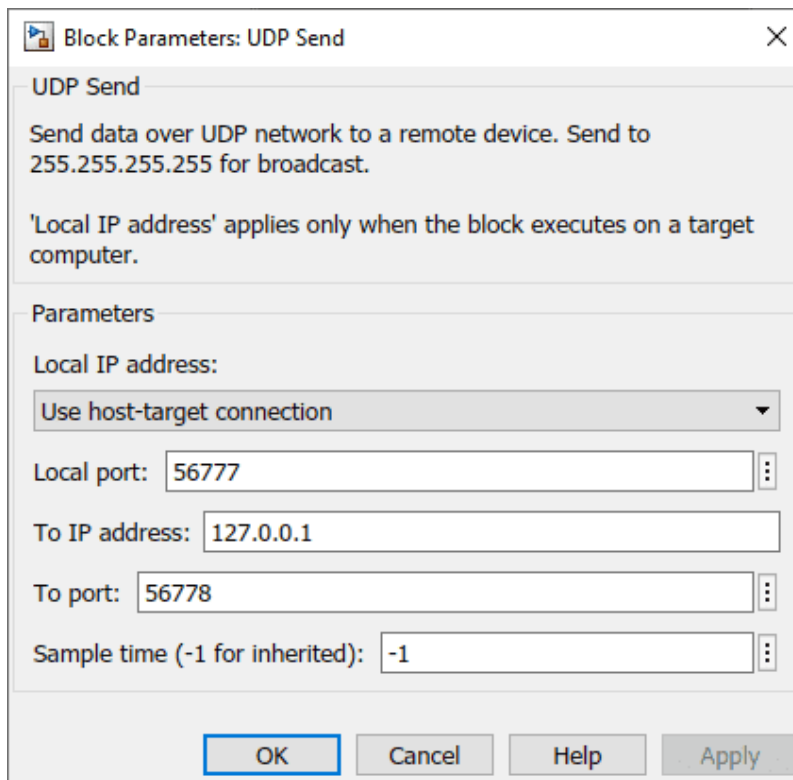 Block Parameters: UDP Send
UDP Send
Send data over UDP network to a remote device. Send to
255.255.255.255 for broadcast.
'Local IP address' applies only when the block executes on a target
computer.
Parameters
Local IP address:
Use host-target connection
Local port: 56777
To IP address: 127.0.0.1
To port: 56778
Sample time (-1 for inherited): -1
OK Cancel Help Apply